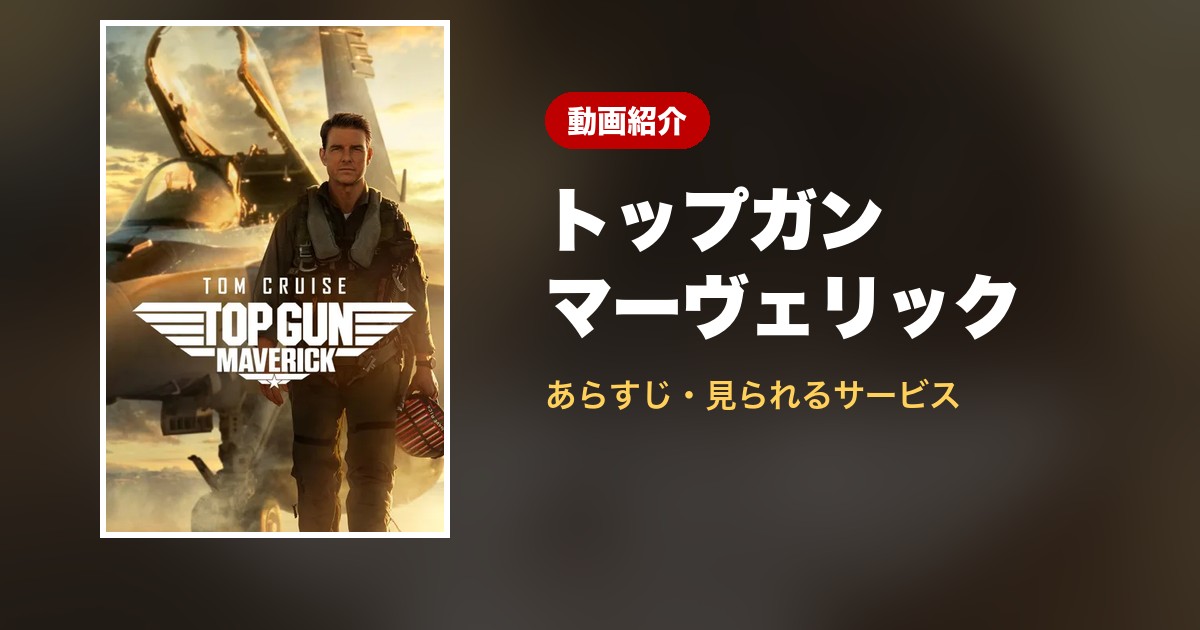 TOM CRUISE
TOP GUN
MAVERICK
動画紹介
トップガン
マーヴェリック
あらすじ・見られるサービス